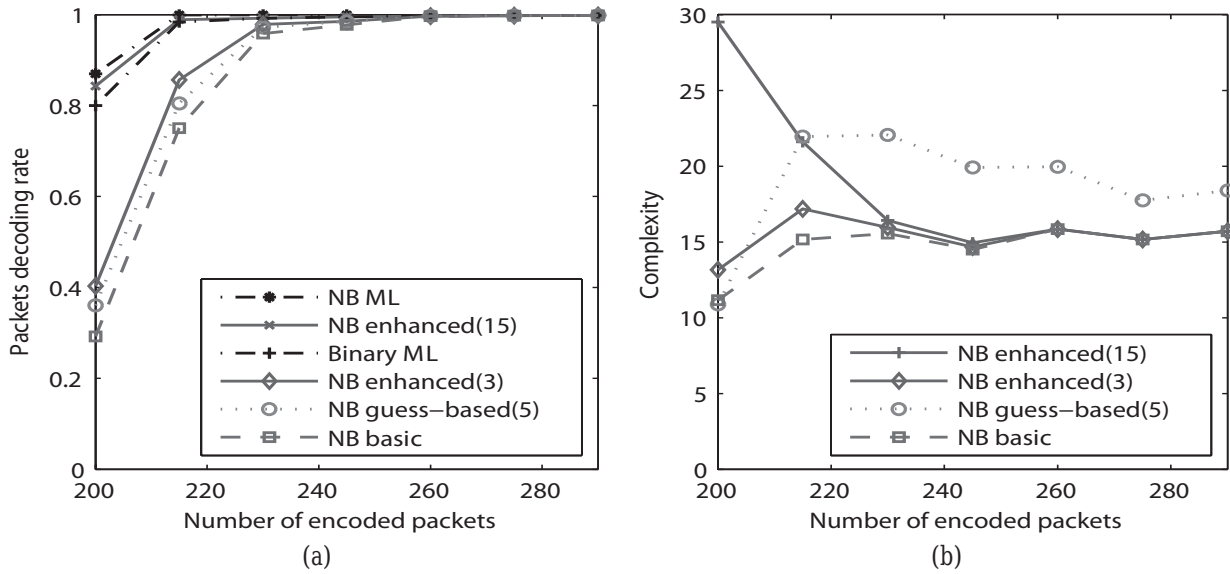 1
0.8
0.6
0.4
0.2
0
Packets decoding rate
NB ML
NB enhanced(15)
Binary ML
NB enhanced(3)
NB guess−based(5)
NB basic
200
220
240
260
280
Number of encoded packets
(a)
30
25
20
15
10
5
0
Complexity
NB enhanced(15)
NB enhanced(3)
NB guess−based(5)
NB basic
200
220
240
260
280
Number of encoded packets
(b)